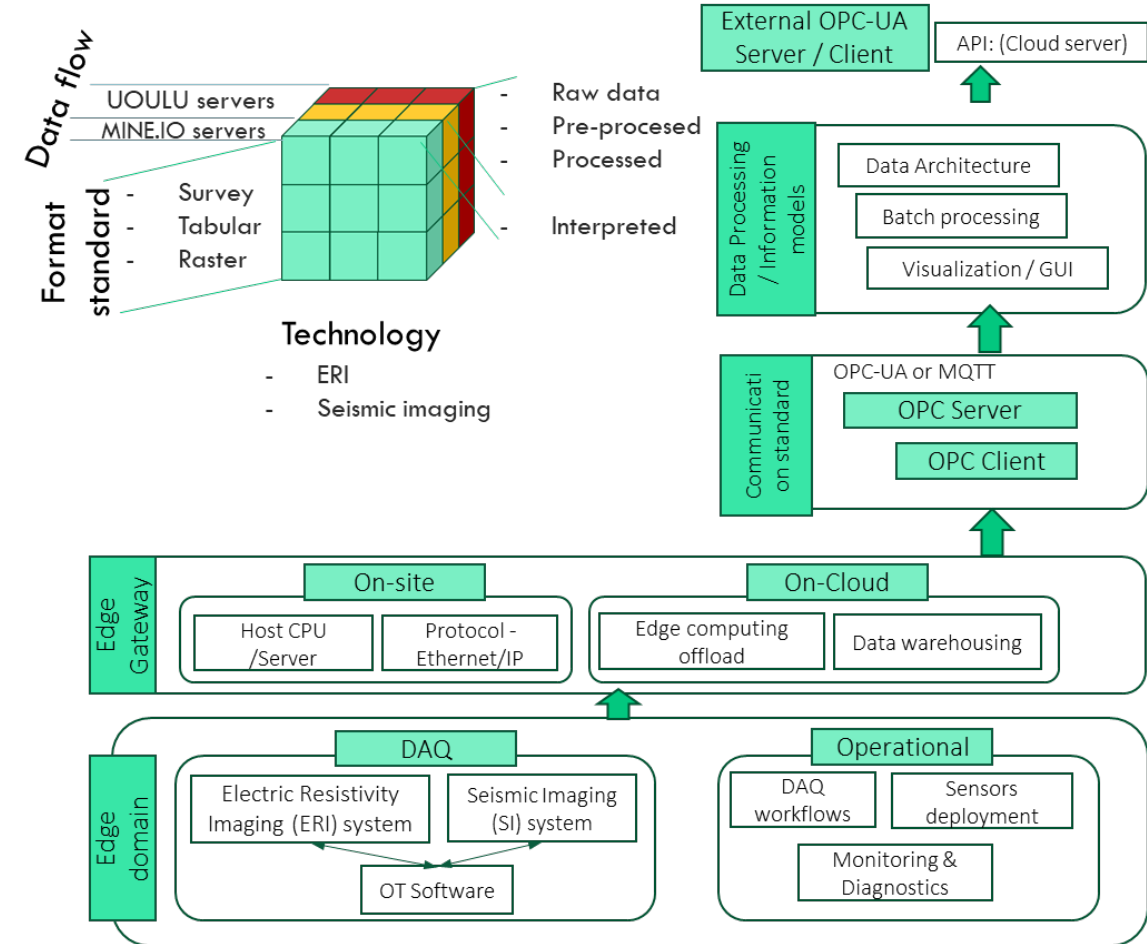 External OPC-UA
Server / Client
API: (Cloud server)
Data flow
UOULU servers
MINE.IO servers
- Raw data
- Pre-procesed
- Processed
- Interpreted
Format
standard
- Survey
- Tabular
- Raster
Technology
- ERI
- Seismic imaging
Data Processing
/ Information
models
Data Architecture
Batch processing
Visualization / GUI
Communicati
on standard
OPC-UA or MQTT
OPC Server
OPC Client
Edge
Gateway
On-site
Host CPU
/Server
Protocol -
Ethernet/IP
On-Cloud
Edge computing
offload
Data warehousing
Edge
domain
DAQ
Electric Resistivity
Imaging (ERI) system
Seismic Imaging
(SI) system
OT Software
Operational
DAQ
workflows
Sensors
deployment
Monitoring &
Diagnostics